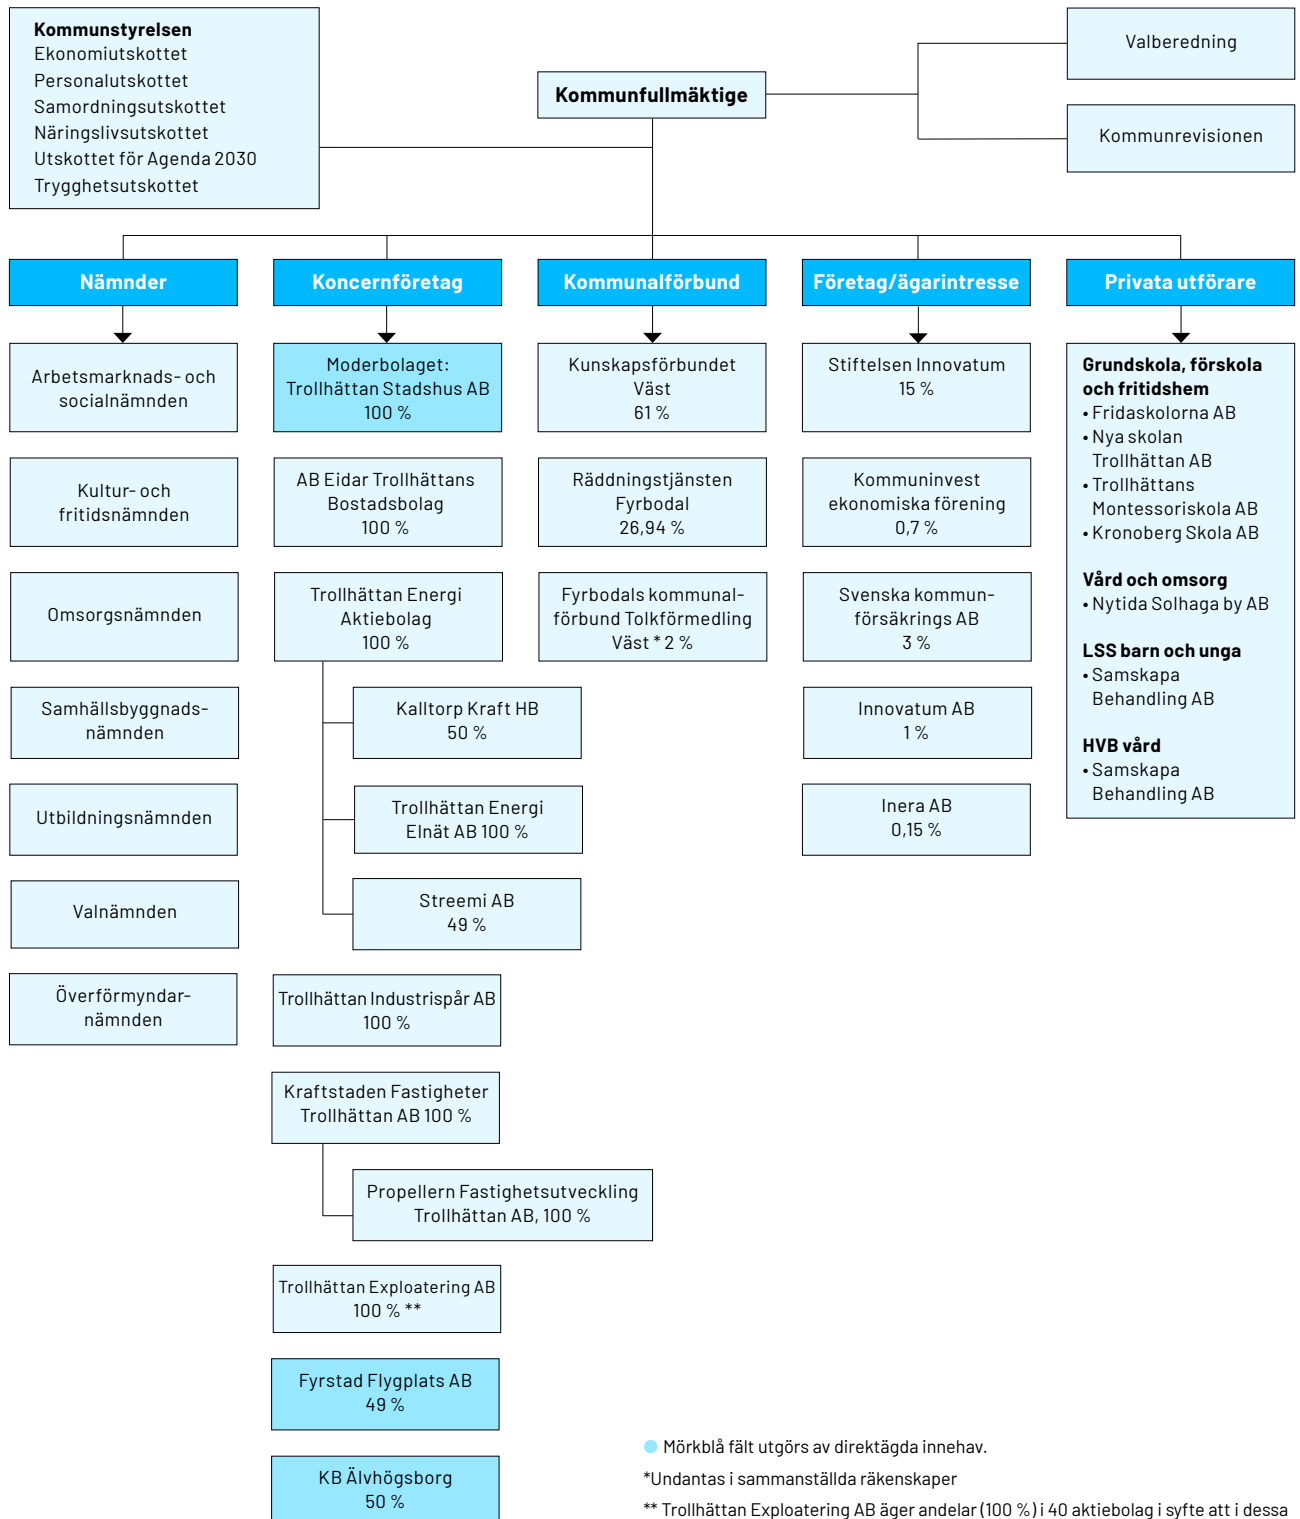 Kommunstyrelsen
Ekonomiutskottet
Personalutskottet
Samordningsutskottet
Näringslivsutskottet
Utskottet för Agenda 2030
Trygghetsutskottet
Kommunfullmäktige
Valberedning
Kommunrevisionen
Nämnder
Arbetsmarknads- och
socialnämnden
Kultur- och
fritidsnämnden
Omsorgsnämnden
Samhällsbyggnads-
nämnden
Utbildningsnämnden
Valnämnden
Överförmyndar-
nämnden
Koncernföretag
Moderbolaget:
Trollhättan Stadshus AB
100 %
AB Eidar Trollhättans
Bostadsbolag
100 %
Trollhättan Energi
Aktiebolag
100 %
Kalltorp Kraft HB
50 %
Trollhättan Energi
Elnät AB 100 %
Streemi AB
49 %
Trollhättan Industrispår AB
100 %
Kraftstaden Fastigheter
Trollhättan AB 100 %
Propellern Fastighetsutveckling
Trollhättan AB, 100 %
Trollhättan Exploatering AB
100 % **
Fyrstad Flygplats AB
49 %
KB Älvhögsborg
50 %
Kommunalförbund
Kunskapsförbundet
Väst
61 %
Räddningstjänsten
Fyrbodal
26,94 %
Fyrbodals kommunal-
förbund Tolkförmedling
Väst * 2 %
Företag/ägarintresse
Stiftelsen Innovatum
15 %
Kommuninvest
ekonomiska förening
0,7 %
Svenska kommun-
försäkrings AB
3 %
Innovatum AB
1 %
Inera AB
0,15 %
Privata utförare
Grundskola, förskola
och fritidshem
• Fridaskolorna AB
• Nya skolan
Trollhättan AB
• Trollhättans
Montessoriskola AB
• Kronoberg Skola AB
Vård och omsorg
• Nytida Solhaga by AB
LSS barn och unga
• Samskapa
Behandling AB
HVB vård
• Samskapa
Behandling AB
Mörkblå fält utgörs av direktägda innehav.
*Undantas i sammanställda räkenskaper
** Trollhättan Exploatering AB äger andelar (100 %) i 40 aktiebolag i syfte att i dessa